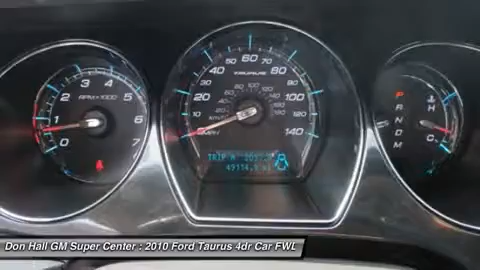 TAURUS
0 1 2 3 4 5 6 7
RPM×1000
20 40 60 80 100 120 140
MPH
km/h
TRIP A
P
R
N
D
M
H
C
Don Hall GM Super Center : 2010 Ford Taurus 4dr Car FWL